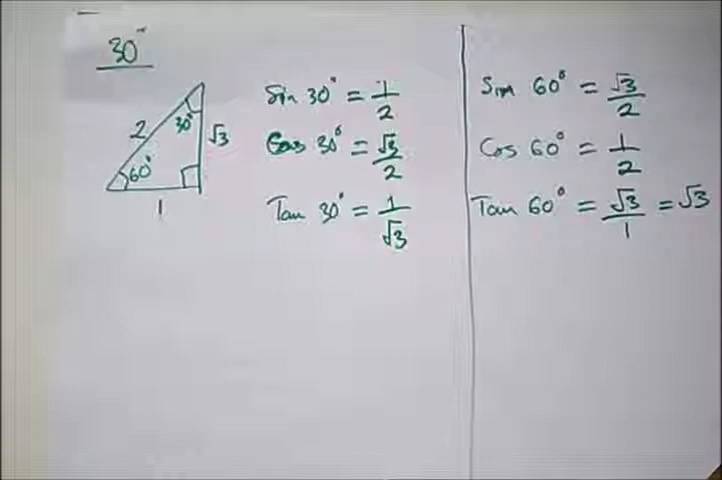 30°
2
30°
√3
60°
1
Sin 30° = 1/2
Cos 30° = √3/2
Tan 30° = 1/√3
Sin 60° = √3/2
Cos 60° = 1/2
Tan 60° = √3/1 = √3